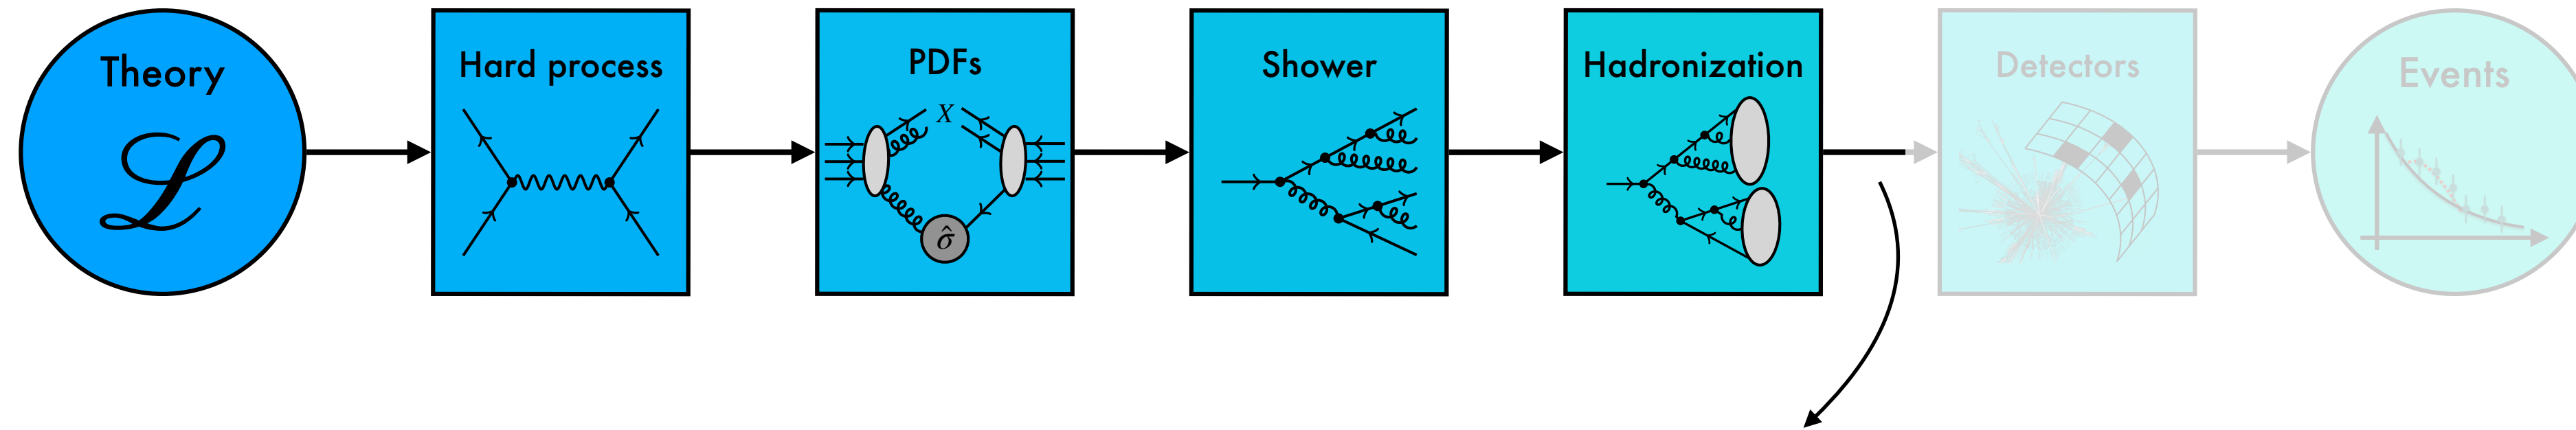 Theory
ℒ
Hard process
PDFs
X
σ̂
Shower
Hadronization
Detectors
Events